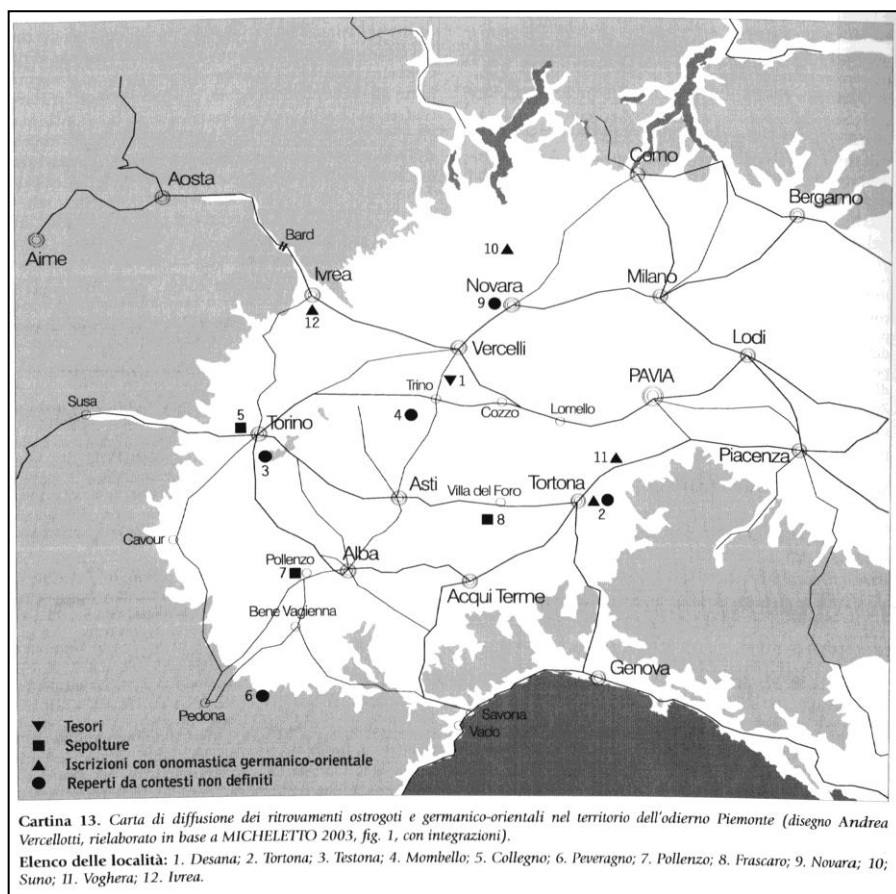 Como
Aosta
Bergamo
Bard
Aime
10
Ivrea
Novara
Milano
9
12
Vercelli
Lodi
1
PAVIA
Trino
Susa
5
4
Cozzo
Lomello
Torino
11
Piacenza
3
Asti
Villa del Foro
Tortona
2
8
Cavour
Pollenzo
Alba
7
Acqui Terme
Bene Vagienna
Genova
6
Pedona
Savona
Vado
Tesori
Sepolture
Iscrizioni con onomastica germanico-orientale
Reperti da contesti non definiti
Cartina 13. Carta di diffusione dei ritrovamenti ostrogoti e germanico-orientali nel territorio dell'odierno Piemonte (disegno Andrea
Vercellotti, rielaborato in base a MICHELETTO 2003, fig. 1, con integrazioni).
Elenco delle località: 1. Desana; 2. Tortona; 3. Testona; 4. Mombello; 5. Collegno; 6. Peveragno; 7. Pollenzo; 8. Frascaro; 9. Novara; 10;
Suno; 11. Voghera; 12. Ivrea.